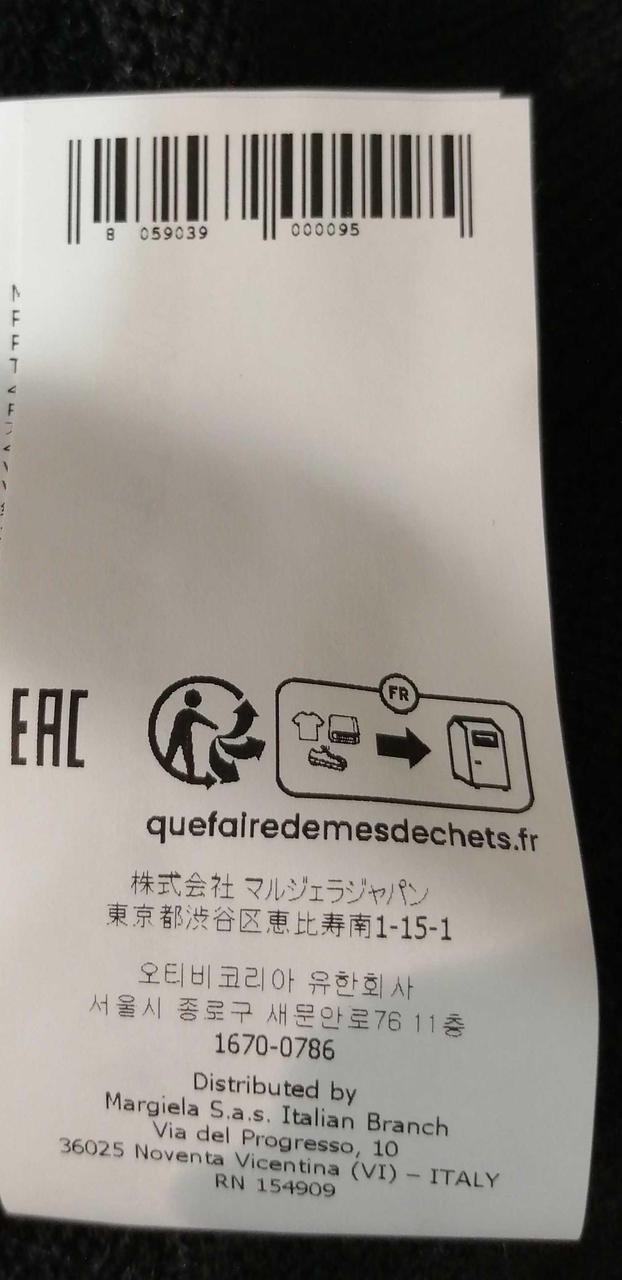 8 059039 000095
EAC
FR
quefairedemesdechets.fr
株式会社 マルジェラジャパン
東京都渋谷区恵比寿南1-15-1
오티비코리아 유한회사
서울시 종로구 새문안로76 11층
1670-0786
Distributed by
Margiela S.a.s. Italian Branch
Via del Progresso, 10
36025 Noventa Vicentina (VI) – ITALY
RN 154909